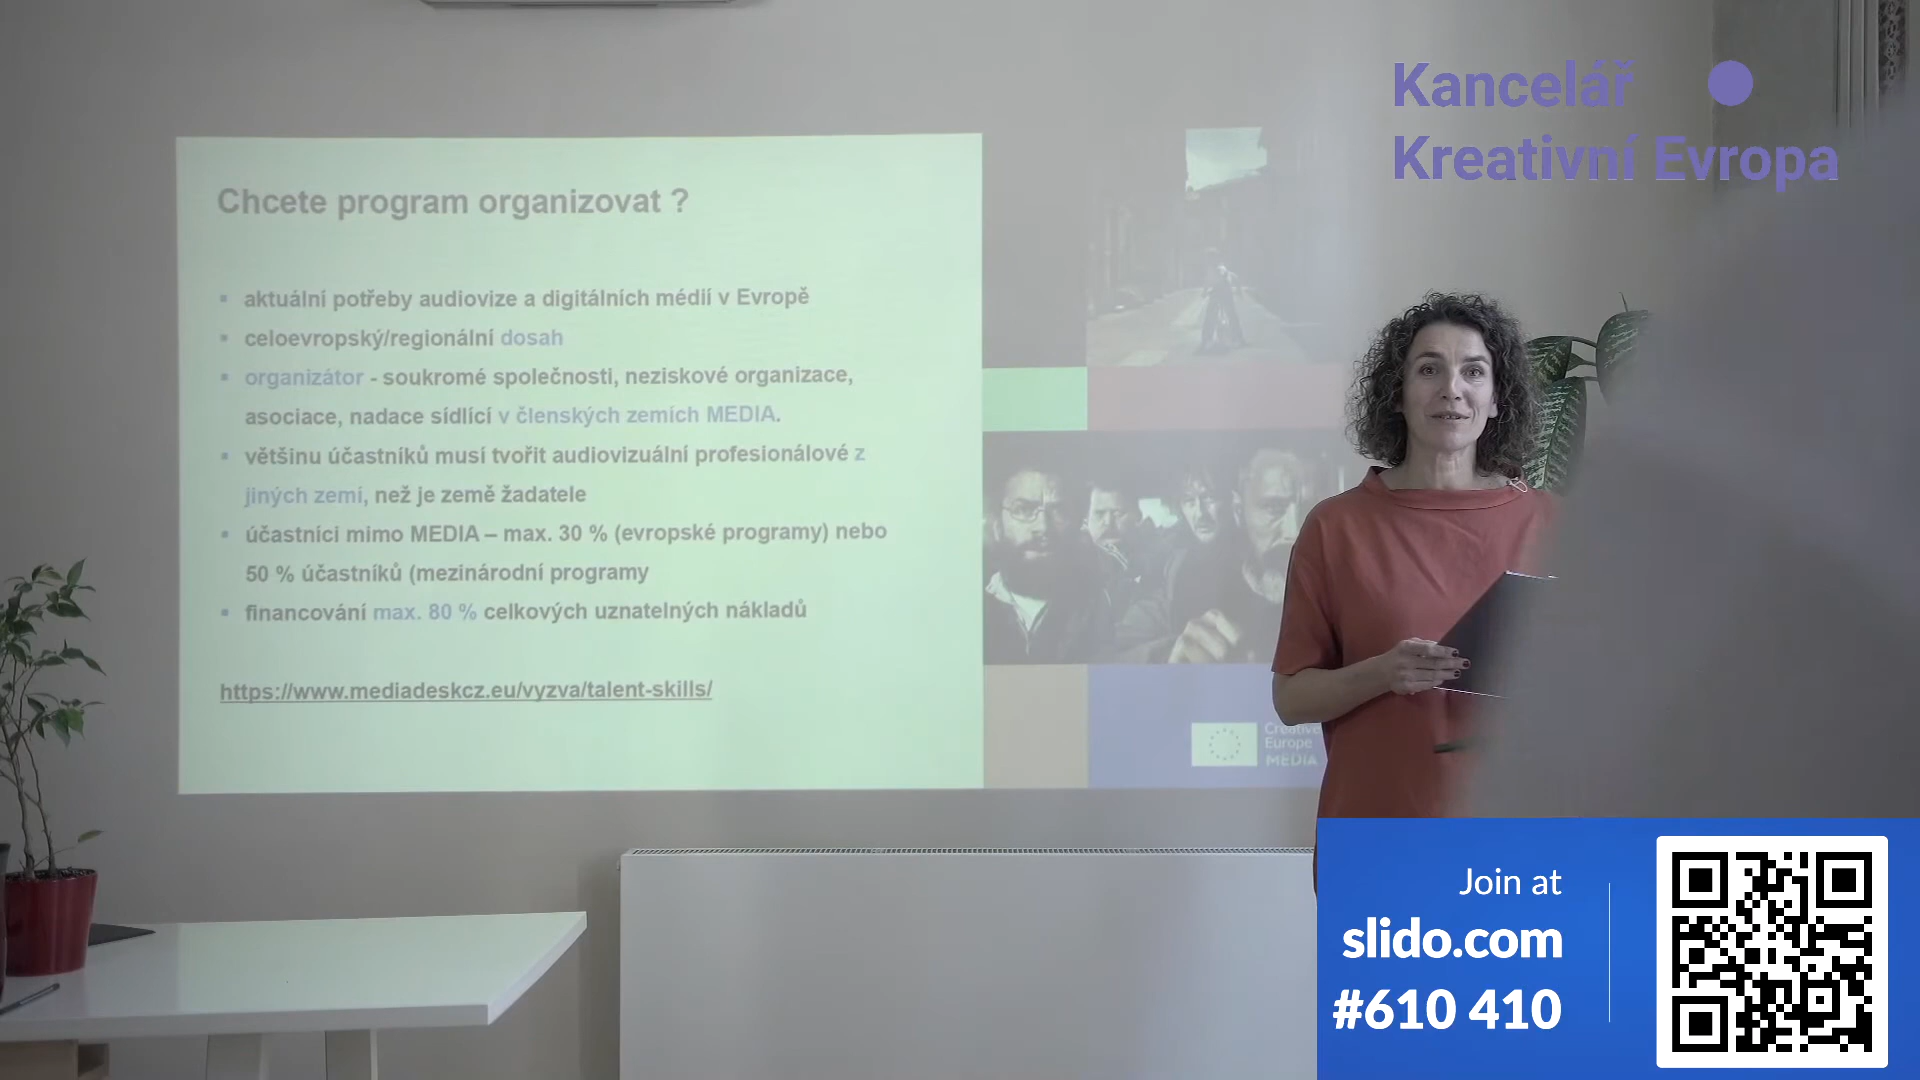 Kancelář
Kreativní Evropa
Chcete program organizovat ?
▪ aktuální potřeby audiovize a digitálních médií v Evropě
▪ celoevropský/regionální dosah
▪ organizátor - soukromé společnosti, neziskové organizace,
asociace, nadace sídlící v členských zemích MEDIA.
▪ většinu účastníků musí tvořit audiovizuální profesionálové z
jiných zemí, než je země žadatele
▪ účastníci mimo MEDIA – max. 30 % (evropské programy) nebo
50 % účastníků (mezinárodní programy
▪ financování max. 80 % celkových uznatelných nákladů
https://www.mediadeskcz.eu/vyzva/talent-skills/
Creative
Europe
MEDIA
Join at
slido.com
#610 410